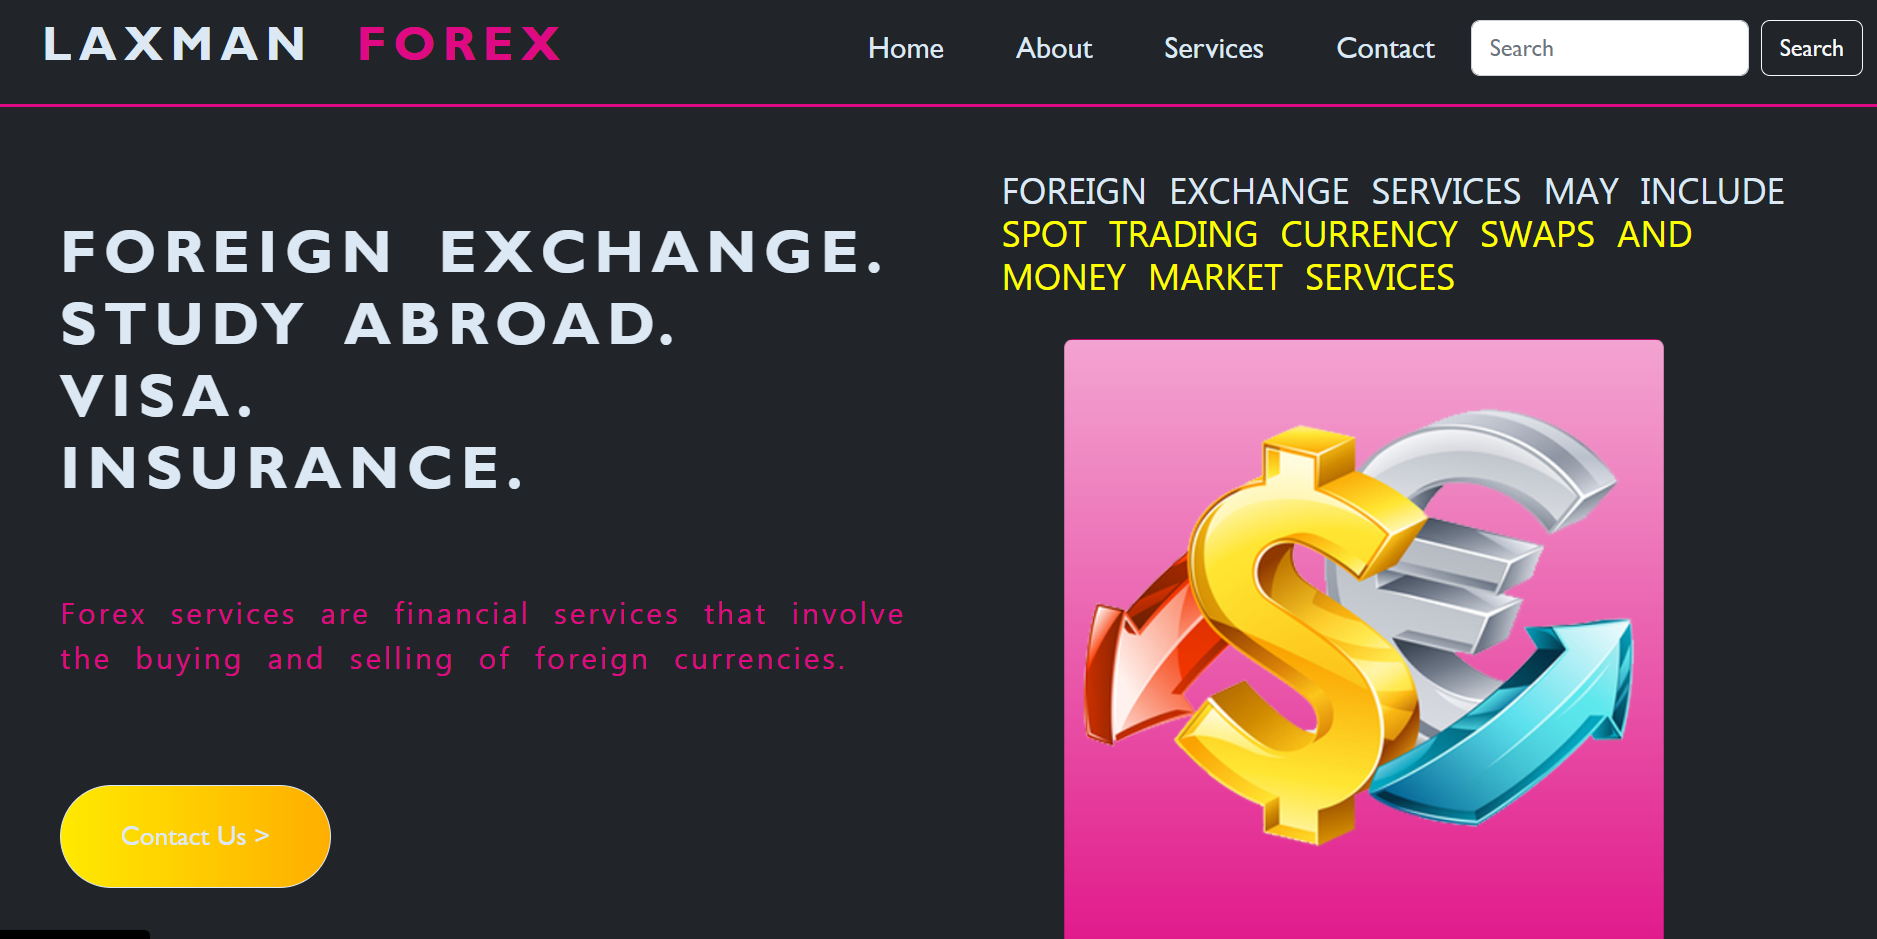 LAXMAN FOREX
Home About Services Contact Search Search
FOREIGN EXCHANGE.
STUDY ABROAD.
VISA.
INSURANCE.
Forex services are financial services that involve
the buying and selling of foreign currencies.
Contact Us >
FOREIGN EXCHANGE SERVICES MAY INCLUDE
SPOT TRADING CURRENCY SWAPS AND
MONEY MARKET SERVICES